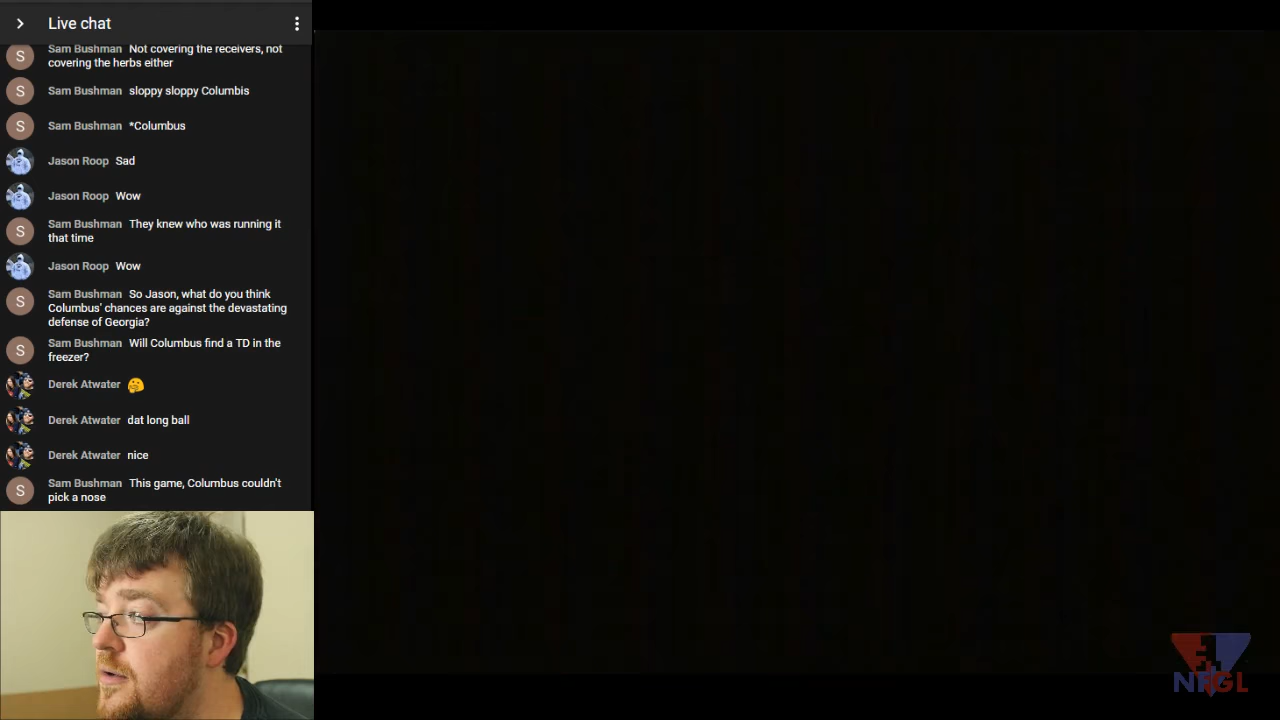 Live chat
Sam Bushman Not covering the receivers, not
covering the herbs either
S
Sam Bushman sloppy sloppy Columbis
S
Sam Bushman *Columbus
S
Jason Roop Sad
Jason Roop Wow
Sam Bushman They knew who was running it
that time
S
Jason Roop Wow
Sam Bushman So Jason, what do you think
Columbus' chances are against the devastating
defense of Georgia?
S
Sam Bushman Will Columbus find a TD in the
freezer?
S
Derek Atwater 🤔
Derek Atwater dat long ball
Derek Atwater nice
Sam Bushman This game, Columbus couldn't
pick a nose
S